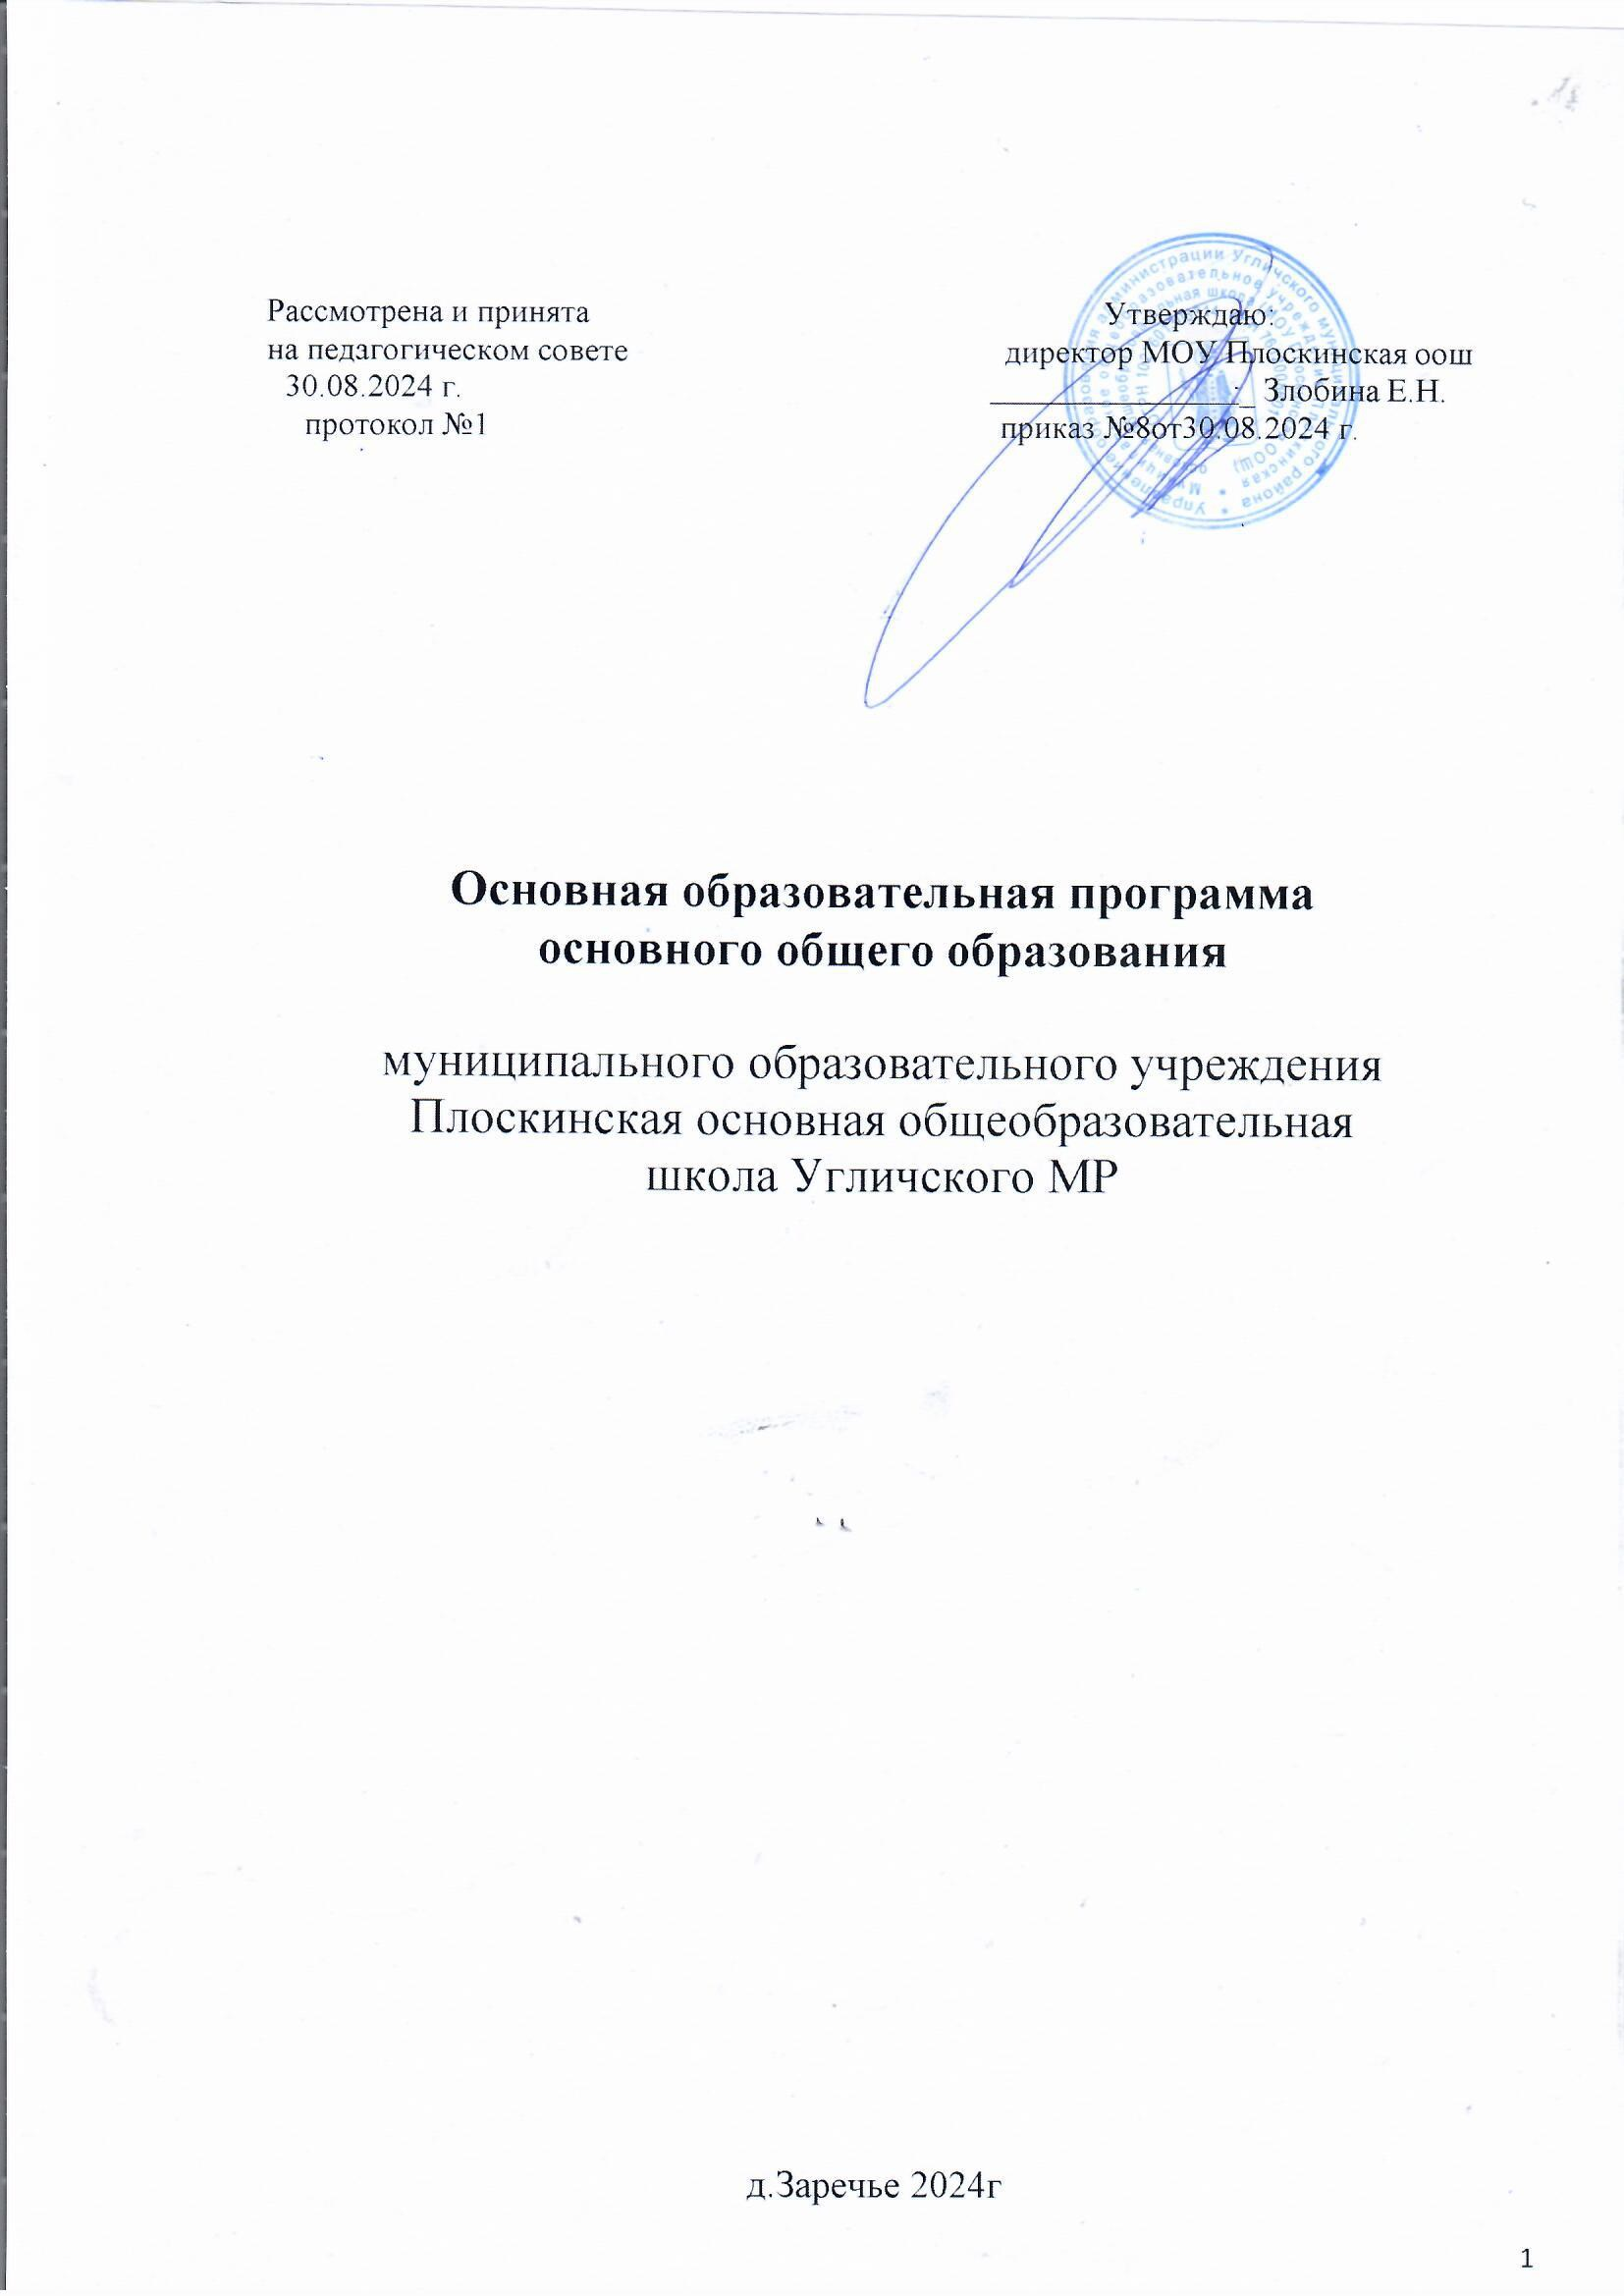 Рассмотрена и принята
на педагогическом совете
30.08.2024 г.
протокол №1
Утверждаю:
директор МОУ Плоскинская оош
Злобина Е.Н.
приказ №8от30.08.2024 г.
Основная образовательная программа
основного общего образования
муниципального образовательного учреждения
Плоскинская основная общеобразовательная
школа Угличского МР
д.Заречье 2024г
1